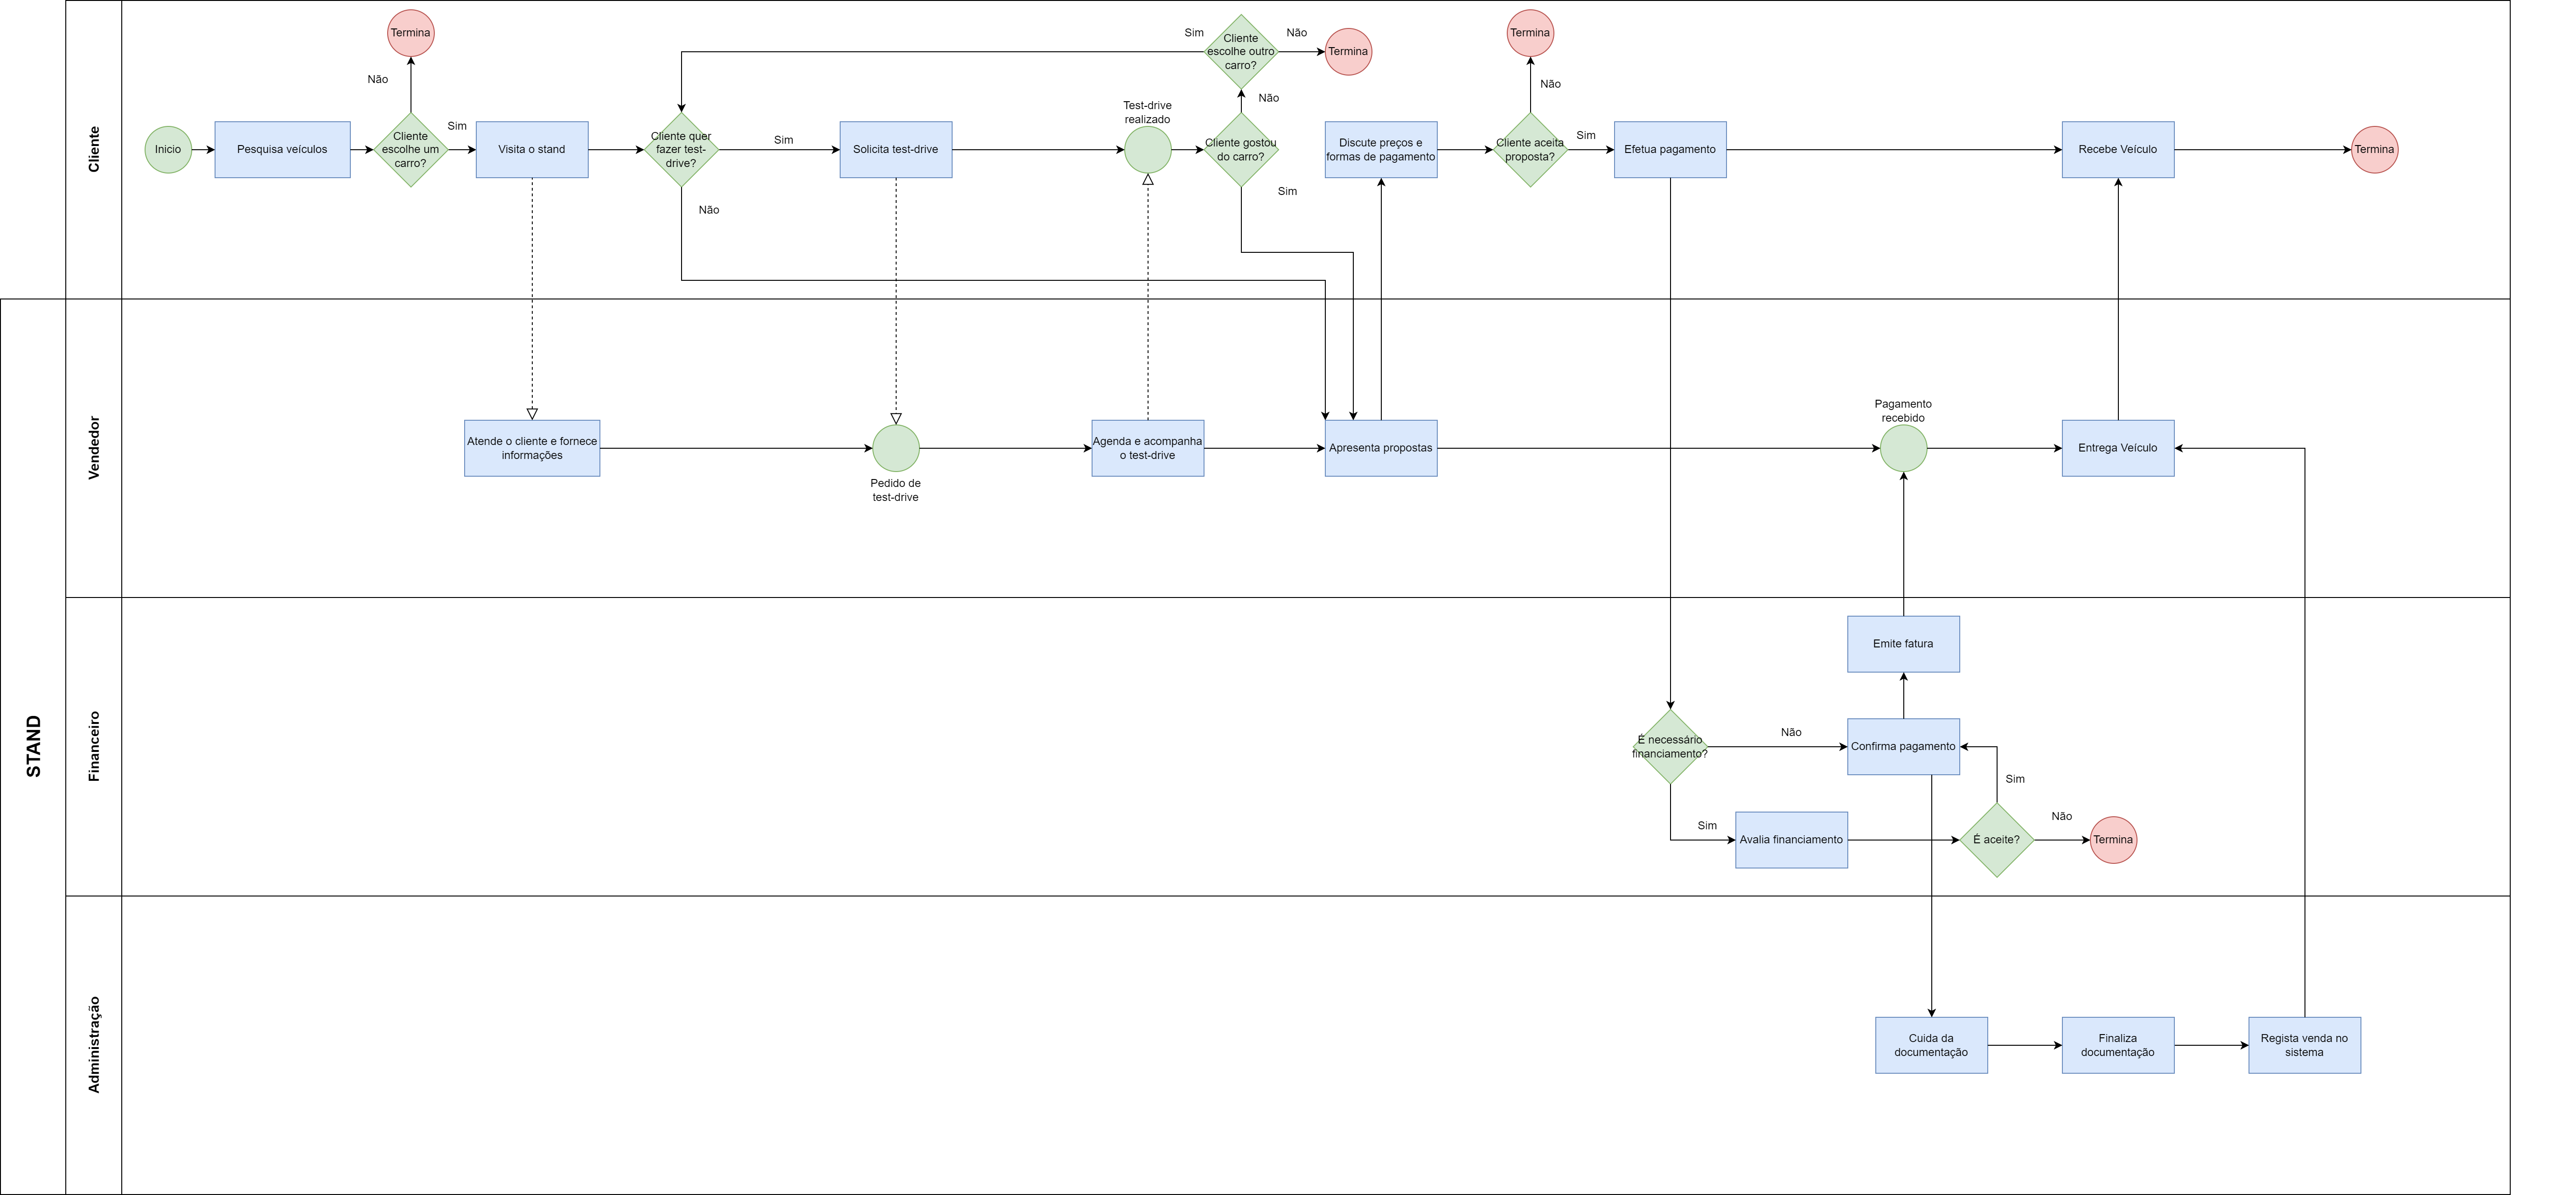 STAND
Cliente
Inicio
Pesquisa veículos
Cliente
escolhe um
carro?
Não
Termina
Sim
Visita o stand
Cliente quer
fazer test-
drive?
Sim
Não
Solicita test-drive
Test-drive
realizado
Cliente gostou
do carro?
Não
Sim
Cliente
escolhe outro
carro?
Sim
Não
Termina
Discute preços e
formas de pagamento
Cliente aceita
proposta?
Não
Termina
Sim
Efetua pagamento
Recebe Veículo
Termina
Vendedor
Atende o cliente e fornece
informações
Pedido de
test-drive
Agenda e acompanha
o test-drive
Apresenta propostas
Pagamento
recebido
Entrega Veículo
Financeiro
Emite fatura
É necessário
financiamento?
Não
Confirma pagamento
Sim
Avalia financiamento
É aceite?
Sim
Não
Termina
Administração
Cuida da
documentação
Finaliza
documentação
Regista venda no
sistema